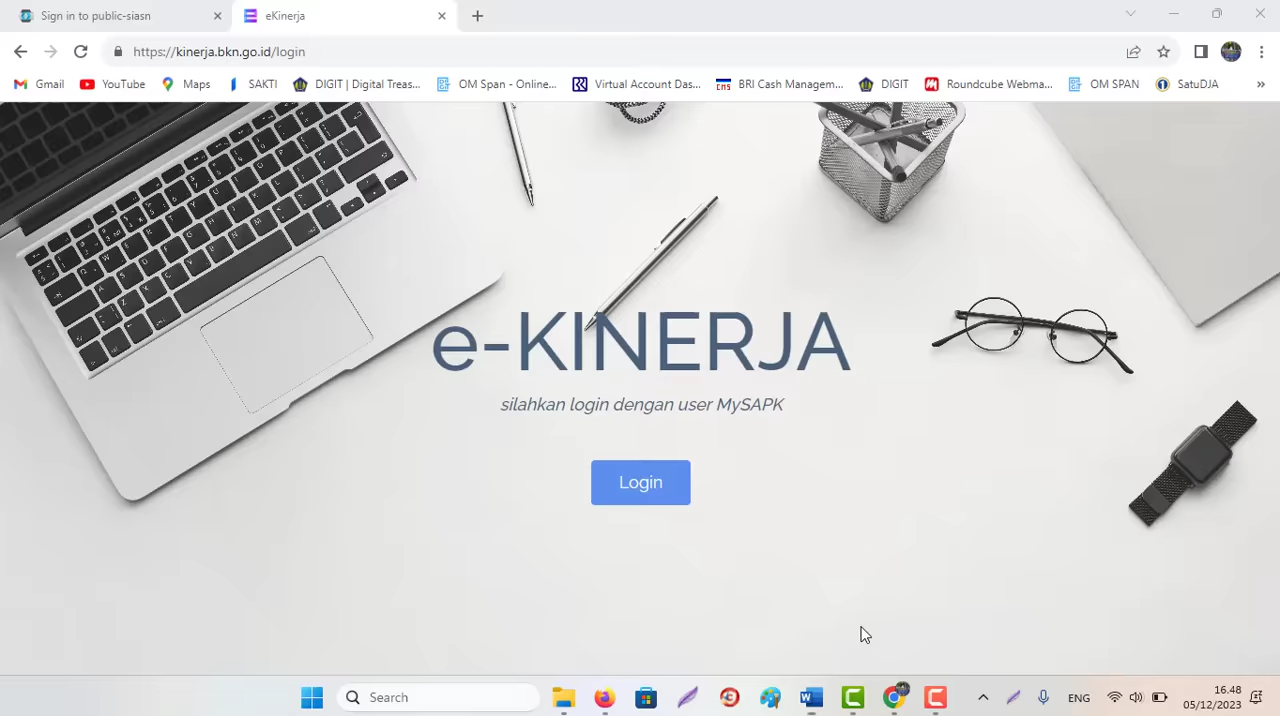 Sign in to public-siasn
eKinerja
https://kinerja.bkn.go.id/login
Gmail
YouTube
Maps
SAKTI
DIGIT | Digital Treas...
OM Span - Online...
Virtual Account Das...
BRI Cash Managem...
DIGIT
Roundcube Webma...
OM SPAN
SatuDJA
»
e-KINERJA
silahkan login dengan user MySAPK
Login
Search
ENG
16.48
05/12/2023